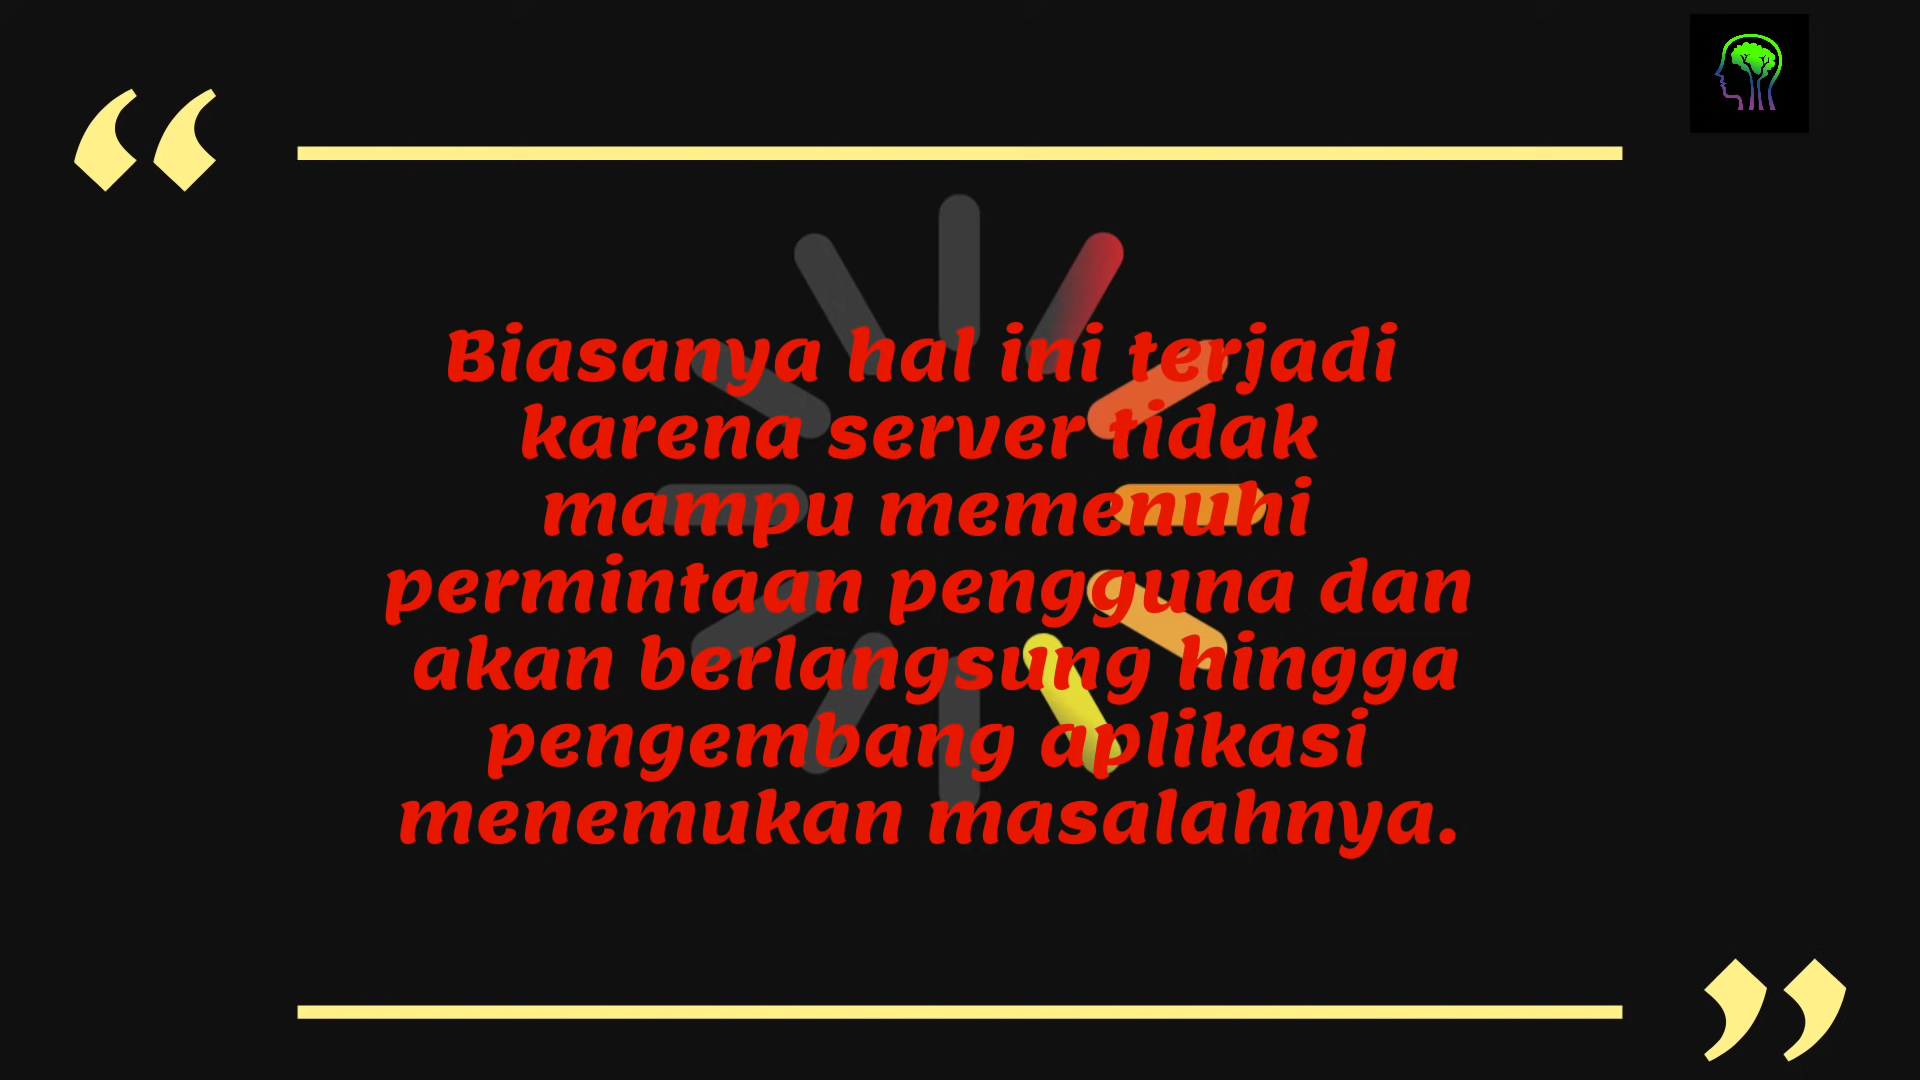 Biasanya hal ini terjadi
karena server tidak
mampu memenuhi
permintaan pengguna dan
akan berlangsung hingga
pengembang aplikasi
menemukan masalahnya.